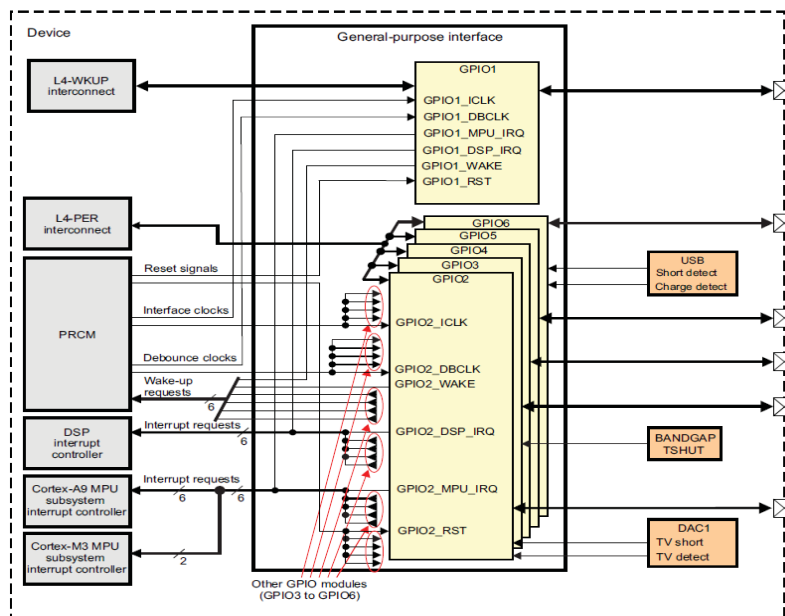 Device
General-purpose interface
L4-WKUP
interconnect
GPIO1
GPIO1_ICLK
GPIO1_DBCLK
GPIO1_MPU_IRQ
GPIO1_DSP_IRQ
GPIO1_WAKE
GPIO1_RST
L4-PER
interconnect
GPIO6
GPIO5
GPIO4
GPIO3
GPIO2
USB
Short detect
Charge detect
PRCM
Reset signals
Interface clocks
Debounce clocks
Wake-up
requests
6
GPIO2_ICLK
GPIO2_DBCLK
GPIO2_WAKE
GPIO2_DSP_IRQ
GPIO2_MPU_IRQ
GPIO2_RST
DSP
interrupt
controller
Interrupt requests
6
BANDGAP
TSHUT
Cortex-A9 MPU
subsystem
interrupt controller
Interrupt requests
6
6
Cortex-M3 MPU
subsystem
interrupt controller
2
DAC1
TV short
TV detect
Other GPIO modules
(GPIO3 to GPIO6)